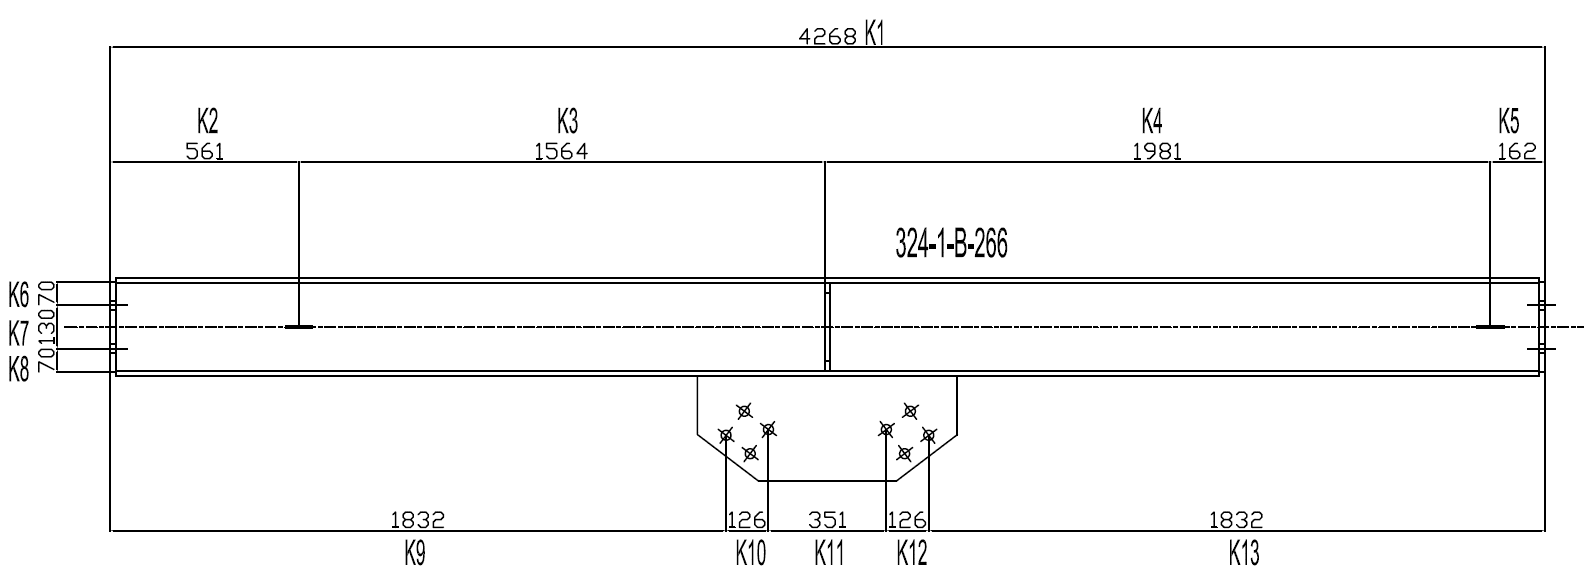 4268 K1
K2 K3 K4 K5
561 1564 1981 162
324-1-B-266
K6 70
K7 130
K8 70
1832 126 351 126 1832
K9 K10 K11 K12 K13